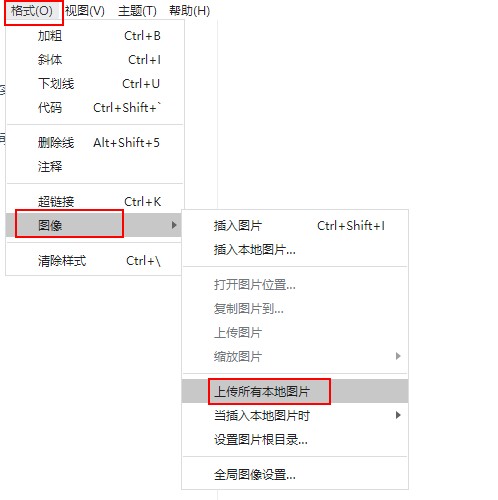 格式(O) 视图(V) 主题(T) 帮助(H)
加粗 Ctrl+B
斜体 Ctrl+I
下划线 Ctrl+U
代码 Ctrl+Shift+`
删除线 Alt+Shift+5
注释
超链接 Ctrl+K
图像
清除样式 Ctrl+\
插入图片 Ctrl+Shift+I
插入本地图片...
打开图片位置...
复制图片到...
上传图片
缩放图片
上传所有本地图片
当插入本地图片时
设置图片根目录...
全局图像设置...